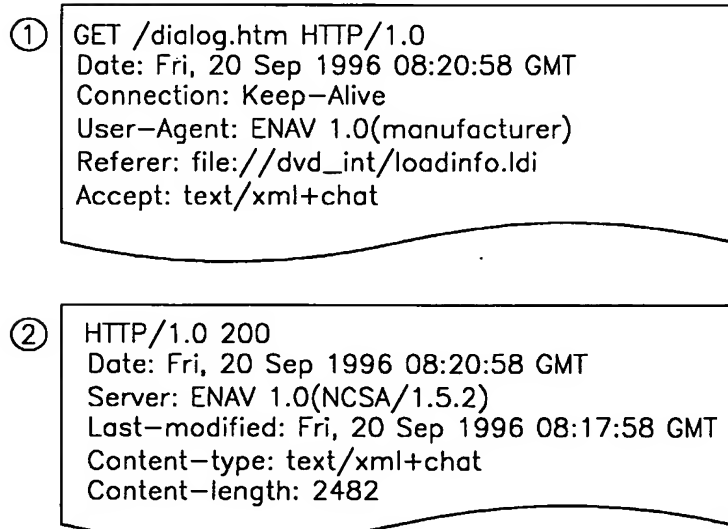 ① GET /dialog.htm HTTP/1.0
Date: Fri, 20 Sep 1996 08:20:58 GMT
Connection: Keep-Alive
User-Agent: ENAV 1.0(manufacturer)
Referer: file://dvd_int/loadinfo.ldi
Accept: text/xml+chat
② HTTP/1.0 200
Date: Fri, 20 Sep 1996 08:20:58 GMT
Server: ENAV 1.0(NCSA/1.5.2)
Last-modified: Fri, 20 Sep 1996 08:17:58 GMT
Content-type: text/xml+chat
Content-length: 2482